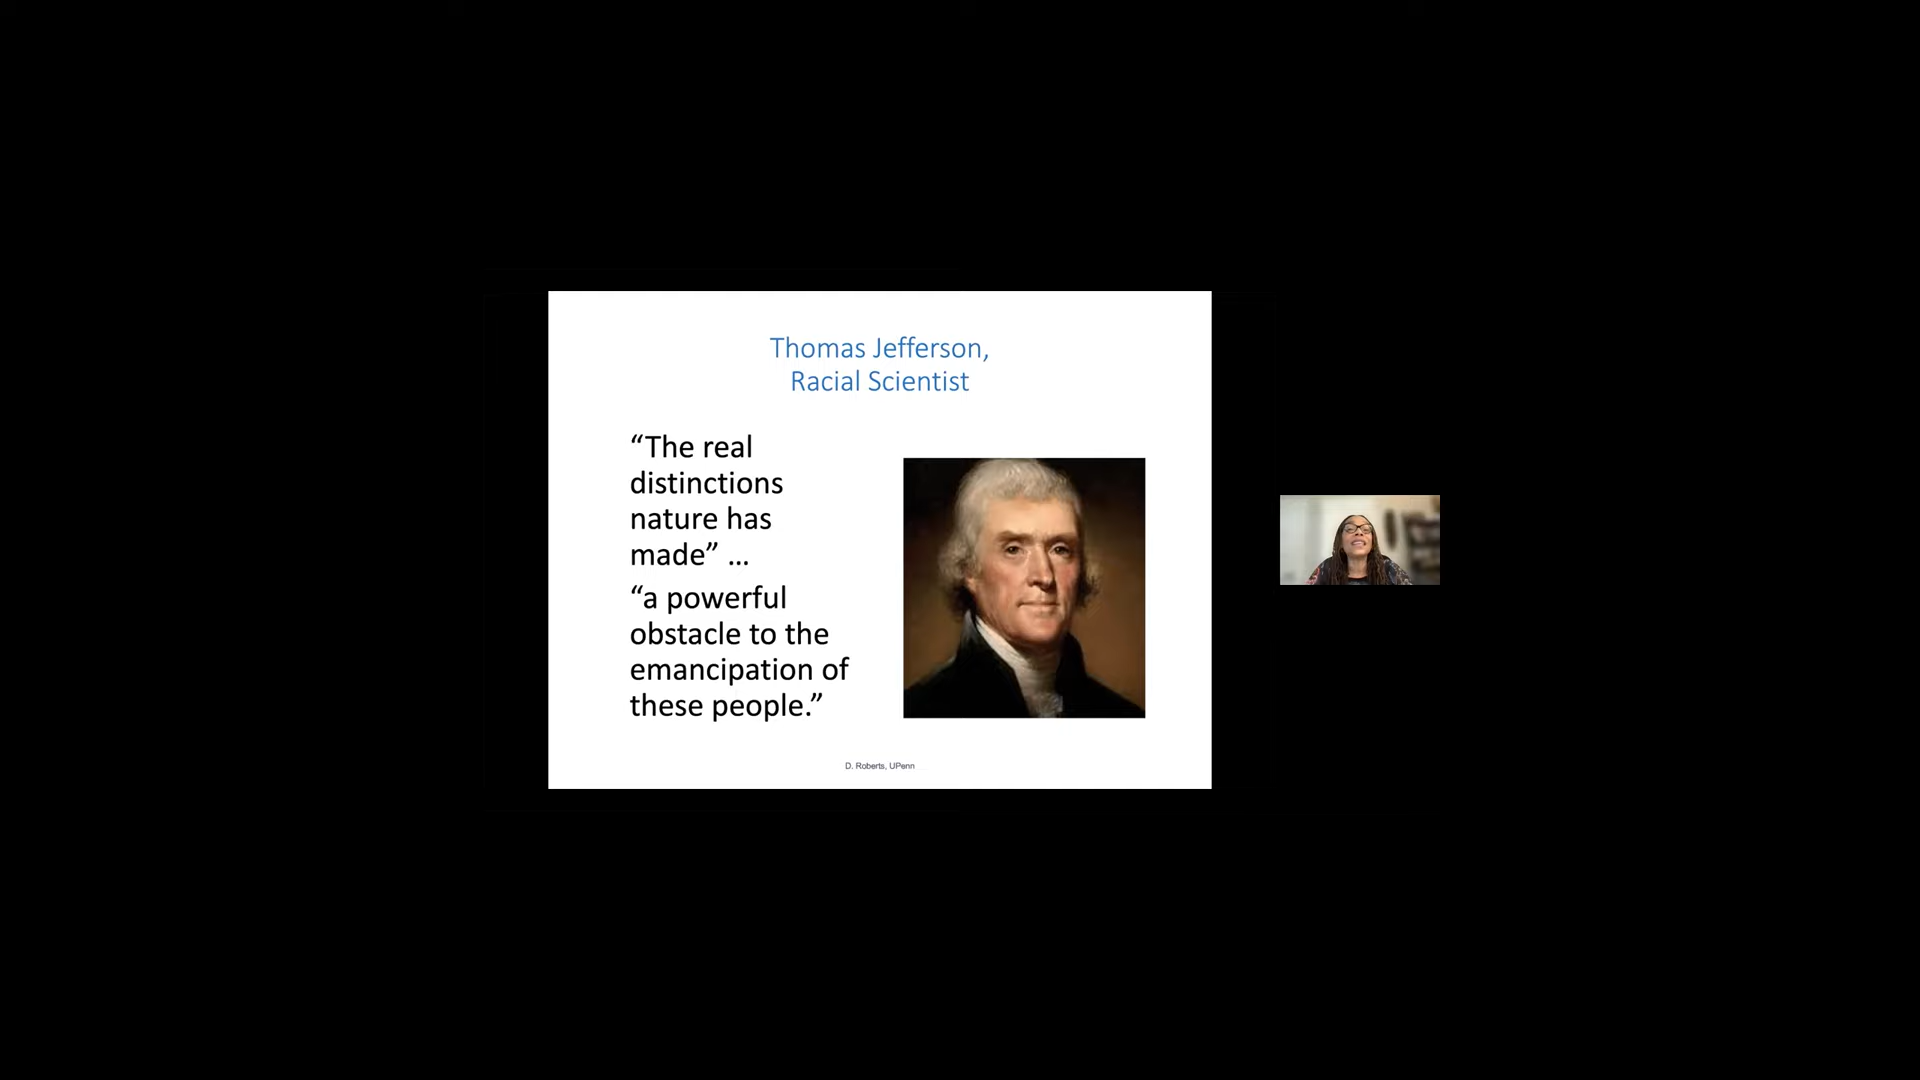 Thomas Jefferson,
Racial Scientist
“The real
distinctions
nature has
made” ...
“a powerful
obstacle to the
emancipation of
these people.”
D. Roberts, UPenn